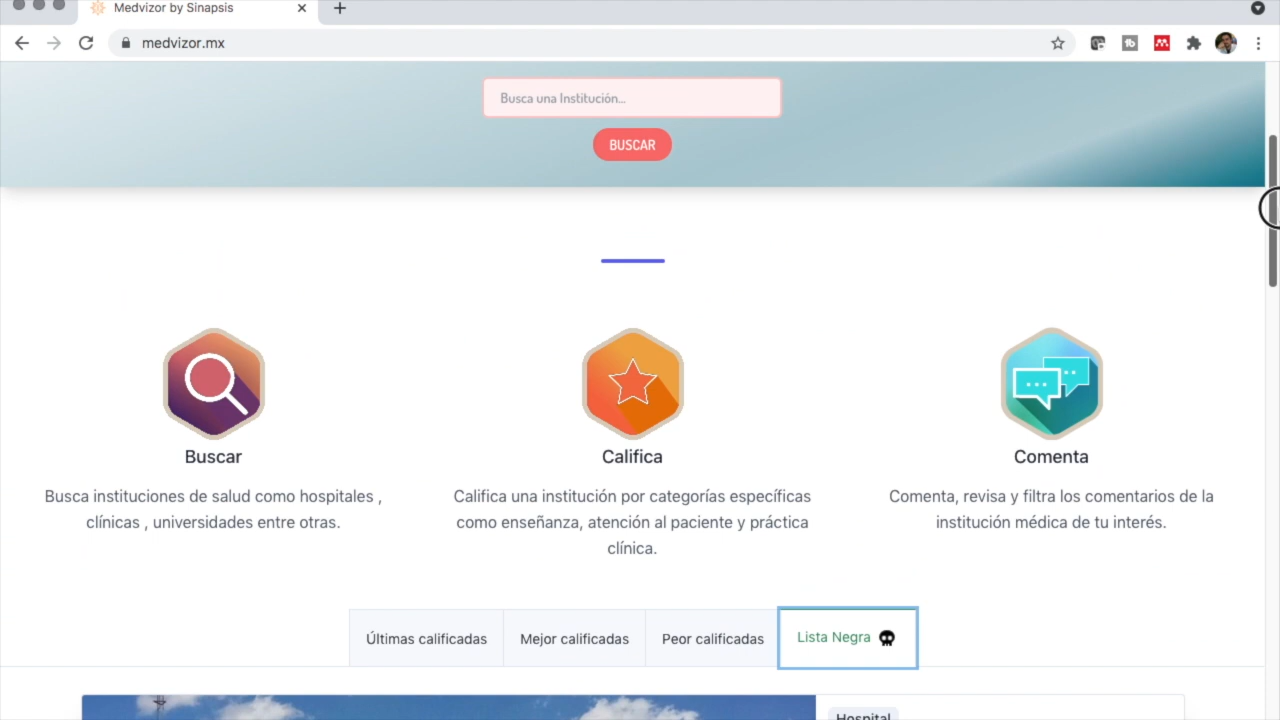 Medvizor by Sinapsis
medvizor.mx
Busca una Institución...
BUSCAR
Buscar
Busca instituciones de salud como hospitales ,
clínicas , universidades entre otras.
Califica
Califica una institución por categorías específicas
como enseñanza, atención al paciente y práctica
clínica.
Comenta
Comenta, revisa y filtra los comentarios de la
institución médica de tu interés.
Últimas calificadas
Mejor calificadas
Peor calificadas
Lista Negra
Hospital